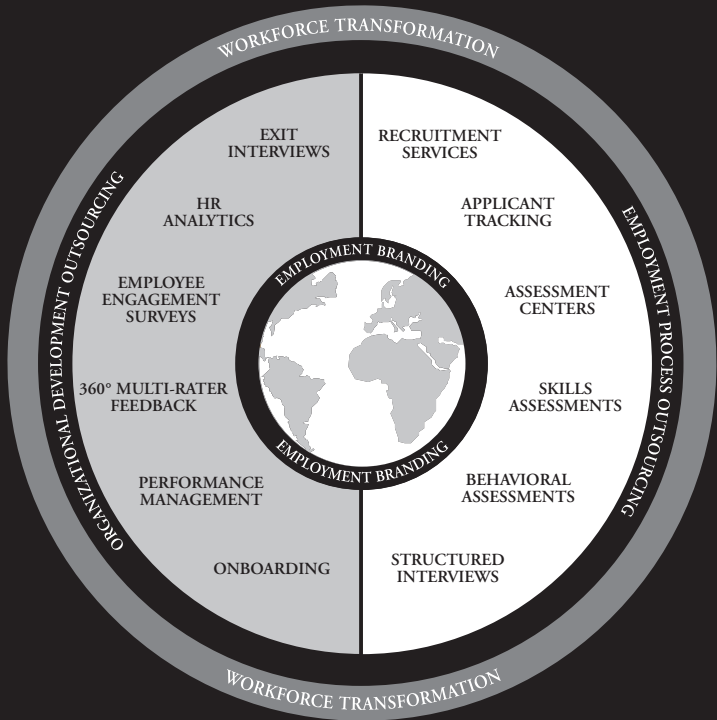 WORKFORCE TRANSFORMATION
ORGANIZATIONAL DEVELOPMENT OUTSOURCING
EXIT
INTERVIEWS
HR
ANALYTICS
EMPLOYEE
ENGAGEMENT
SURVEYS
360° MULTI-RATER
FEEDBACK
PERFORMANCE
MANAGEMENT
ONBOARDING
EMPLOYMENT BRANDING
EMPLOYMENT BRANDING
RECRUITMENT
SERVICES
APPLICANT
TRACKING
ASSESSMENT
CENTERS
SKILLS
ASSESSMENTS
BEHAVIORAL
ASSESSMENTS
STRUCTURED
INTERVIEWS
EMPLOYMENT PROCESS OUTSOURCING
WORKFORCE TRANSFORMATION